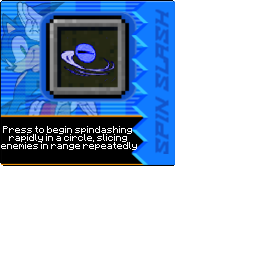 SPIN SLASH
Press to begin spindashing
rapidly in a circle, slicing
enemies in range repeatedly